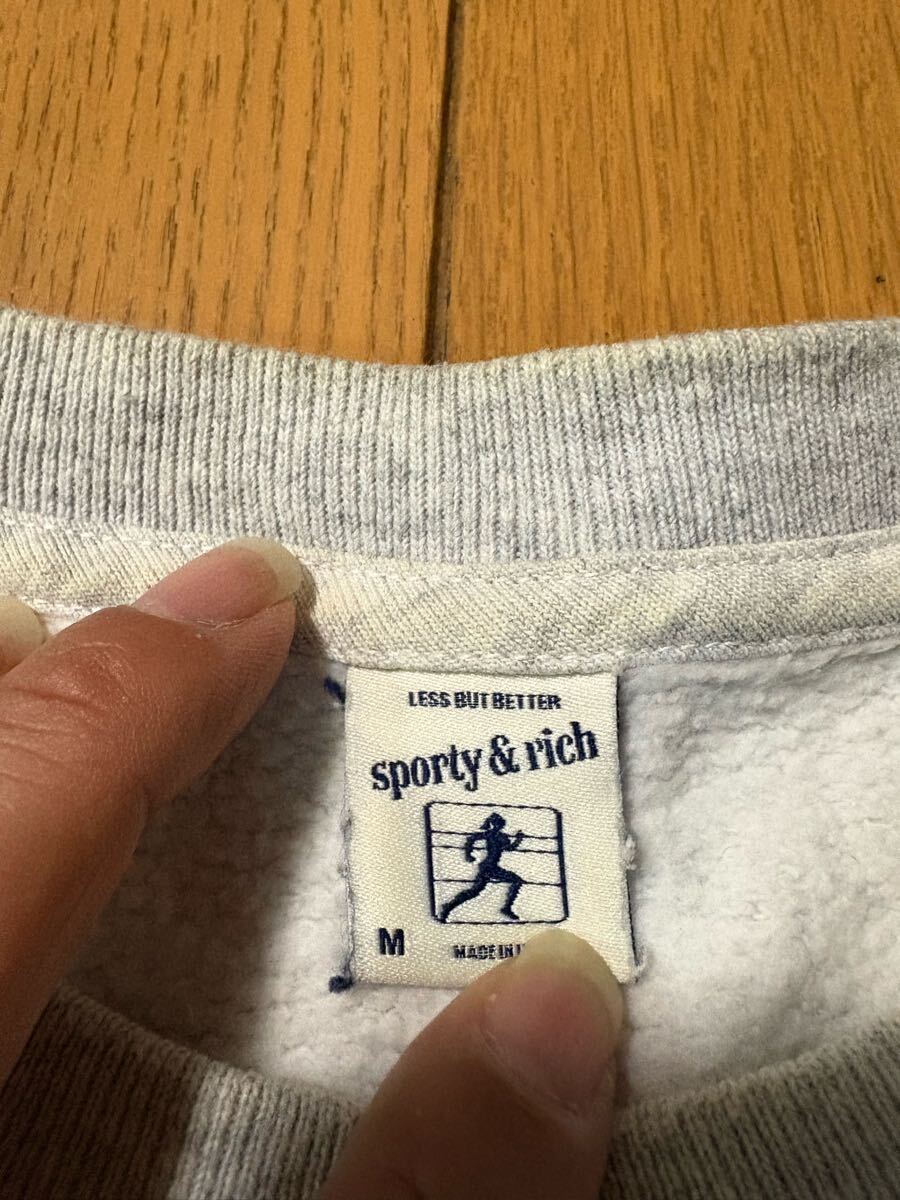 LESS BUT BETTER
sporty & rich
M
MADE IN